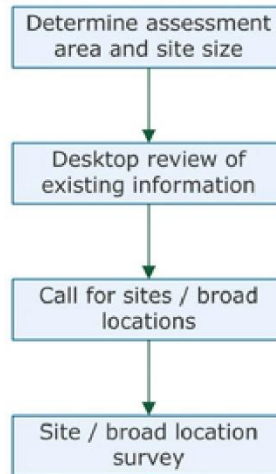 Determine assessment
area and site size
Desktop review of
existing information
Call for sites / broad
locations
Site / broad location
survey